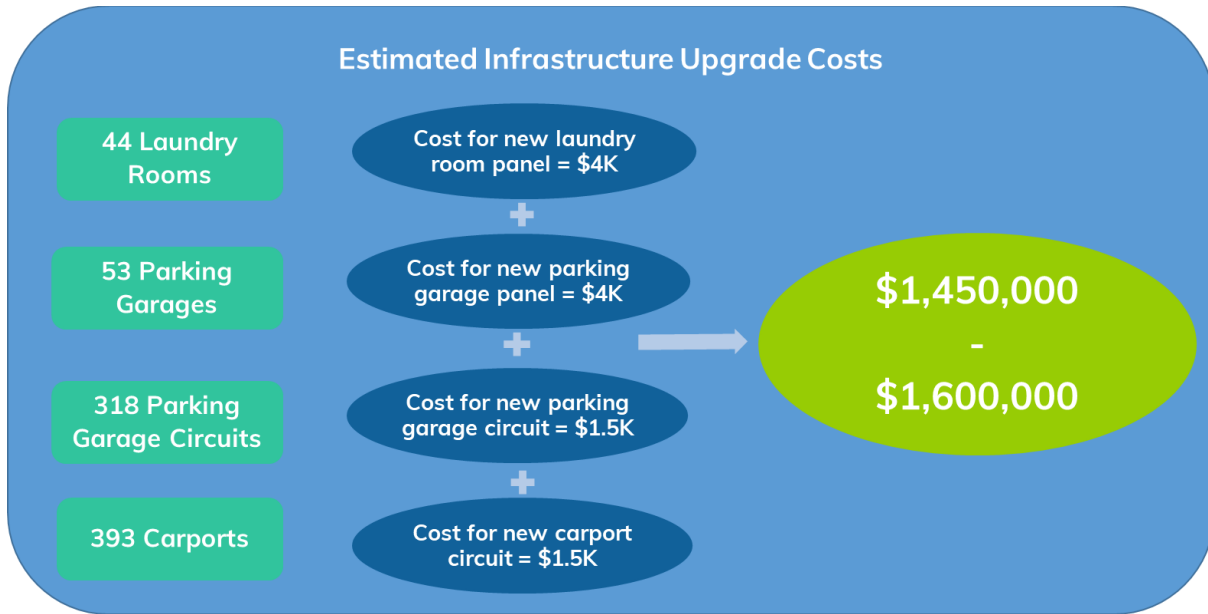 Estimated Infrastructure Upgrade Costs
44 Laundry
Rooms
Cost for new laundry
room panel = $4K
53 Parking
Garages
Cost for new parking
garage panel = $4K
318 Parking
Garage Circuits
Cost for new parking
garage circuit = $1.5K
393 Carports
Cost for new carport
circuit = $1.5K
$1,450,000
-
$1,600,000